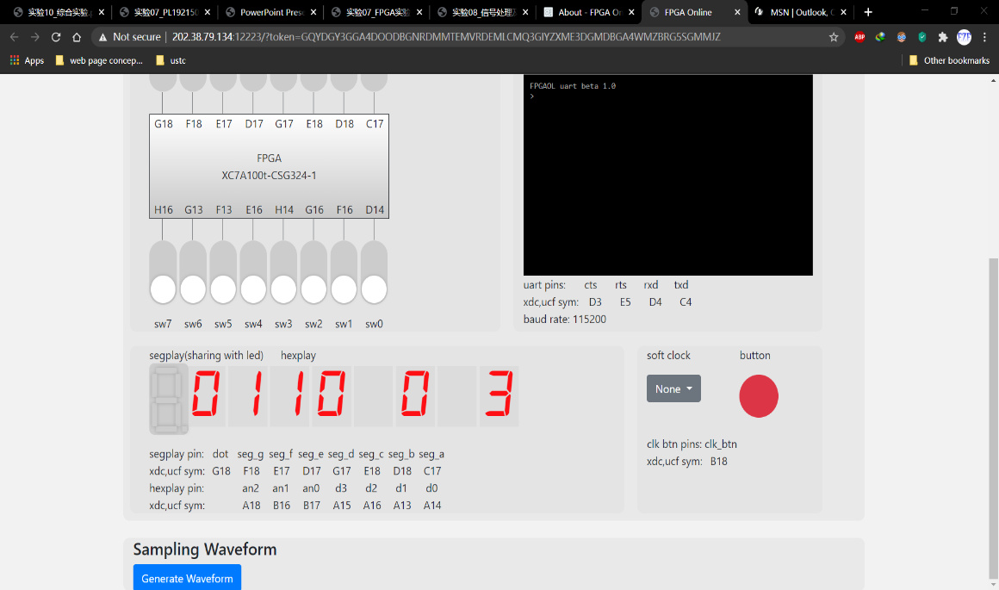 实验10_综合实验.p
实验07_PL192150
PowerPoint Pres
实验07_FPGA实验
实验08_信号处理及
About - FPGA On
FPGA Online
MSN | Outlook, O
Not secure | 202.38.79.134:12223/?token=GQYDGY3GGA4DOODBGNRDMMTEMVRDEMLCMQ3GIYZXME3DGMDBGA4WMZBRG5SGMMJZ
ABP
Apps
web page concep...
ustc
Other bookmarks
G18 F18 E17 D17 G17 E18 D18 C17
FPGA
XC7A100t-CSG324-1
H16 G13 F13 E16 H14 G16 F16 D14
sw7 sw6 sw5 sw4 sw3 sw2 sw1 sw0
FPGAOL uart beta 1.0
>
uart pins: cts rts rxd txd
xdc,ucf sym: D3 E5 D4 C4
baud rate: 115200
segplay(sharing with led) hexplay
0 1 1 0 0 3
segplay pin: dot seg_g seg_f seg_e seg_d seg_c seg_b seg_a
xdc,ucf sym: G18 F18 E17 D17 G17 E18 D18 C17
hexplay pin: an2 an1 an0 d3 d2 d1 d0
xdc,ucf sym: A18 B16 B17 A15 A16 A13 A14
soft clock button
None
clk btn pins: clk_btn
xdc,ucf sym: B18
Sampling Waveform
Generate Waveform